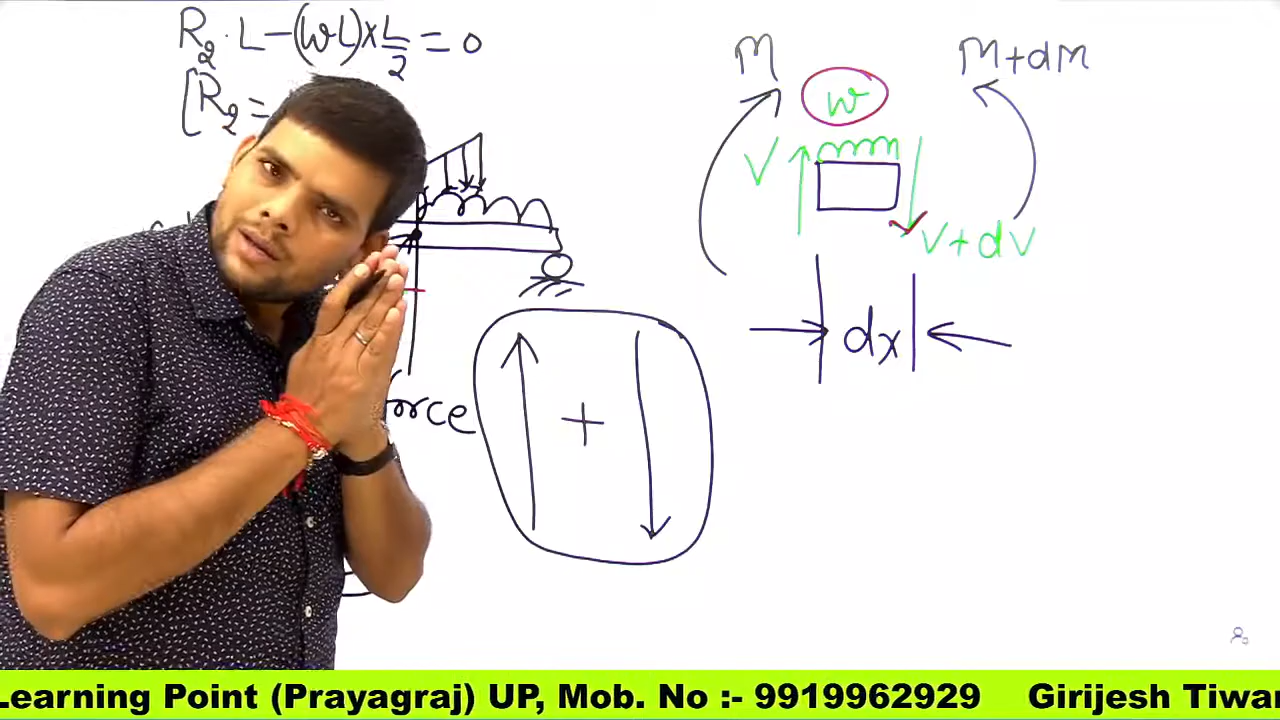 R₂·L-(wL)×L/2=0
[R₂=
M
M+dM
w
V
V+dV
dx
orce
+
Learning Point (Prayagraj) UP, Mob. No :- 9919962929 Girijesh Tiwar